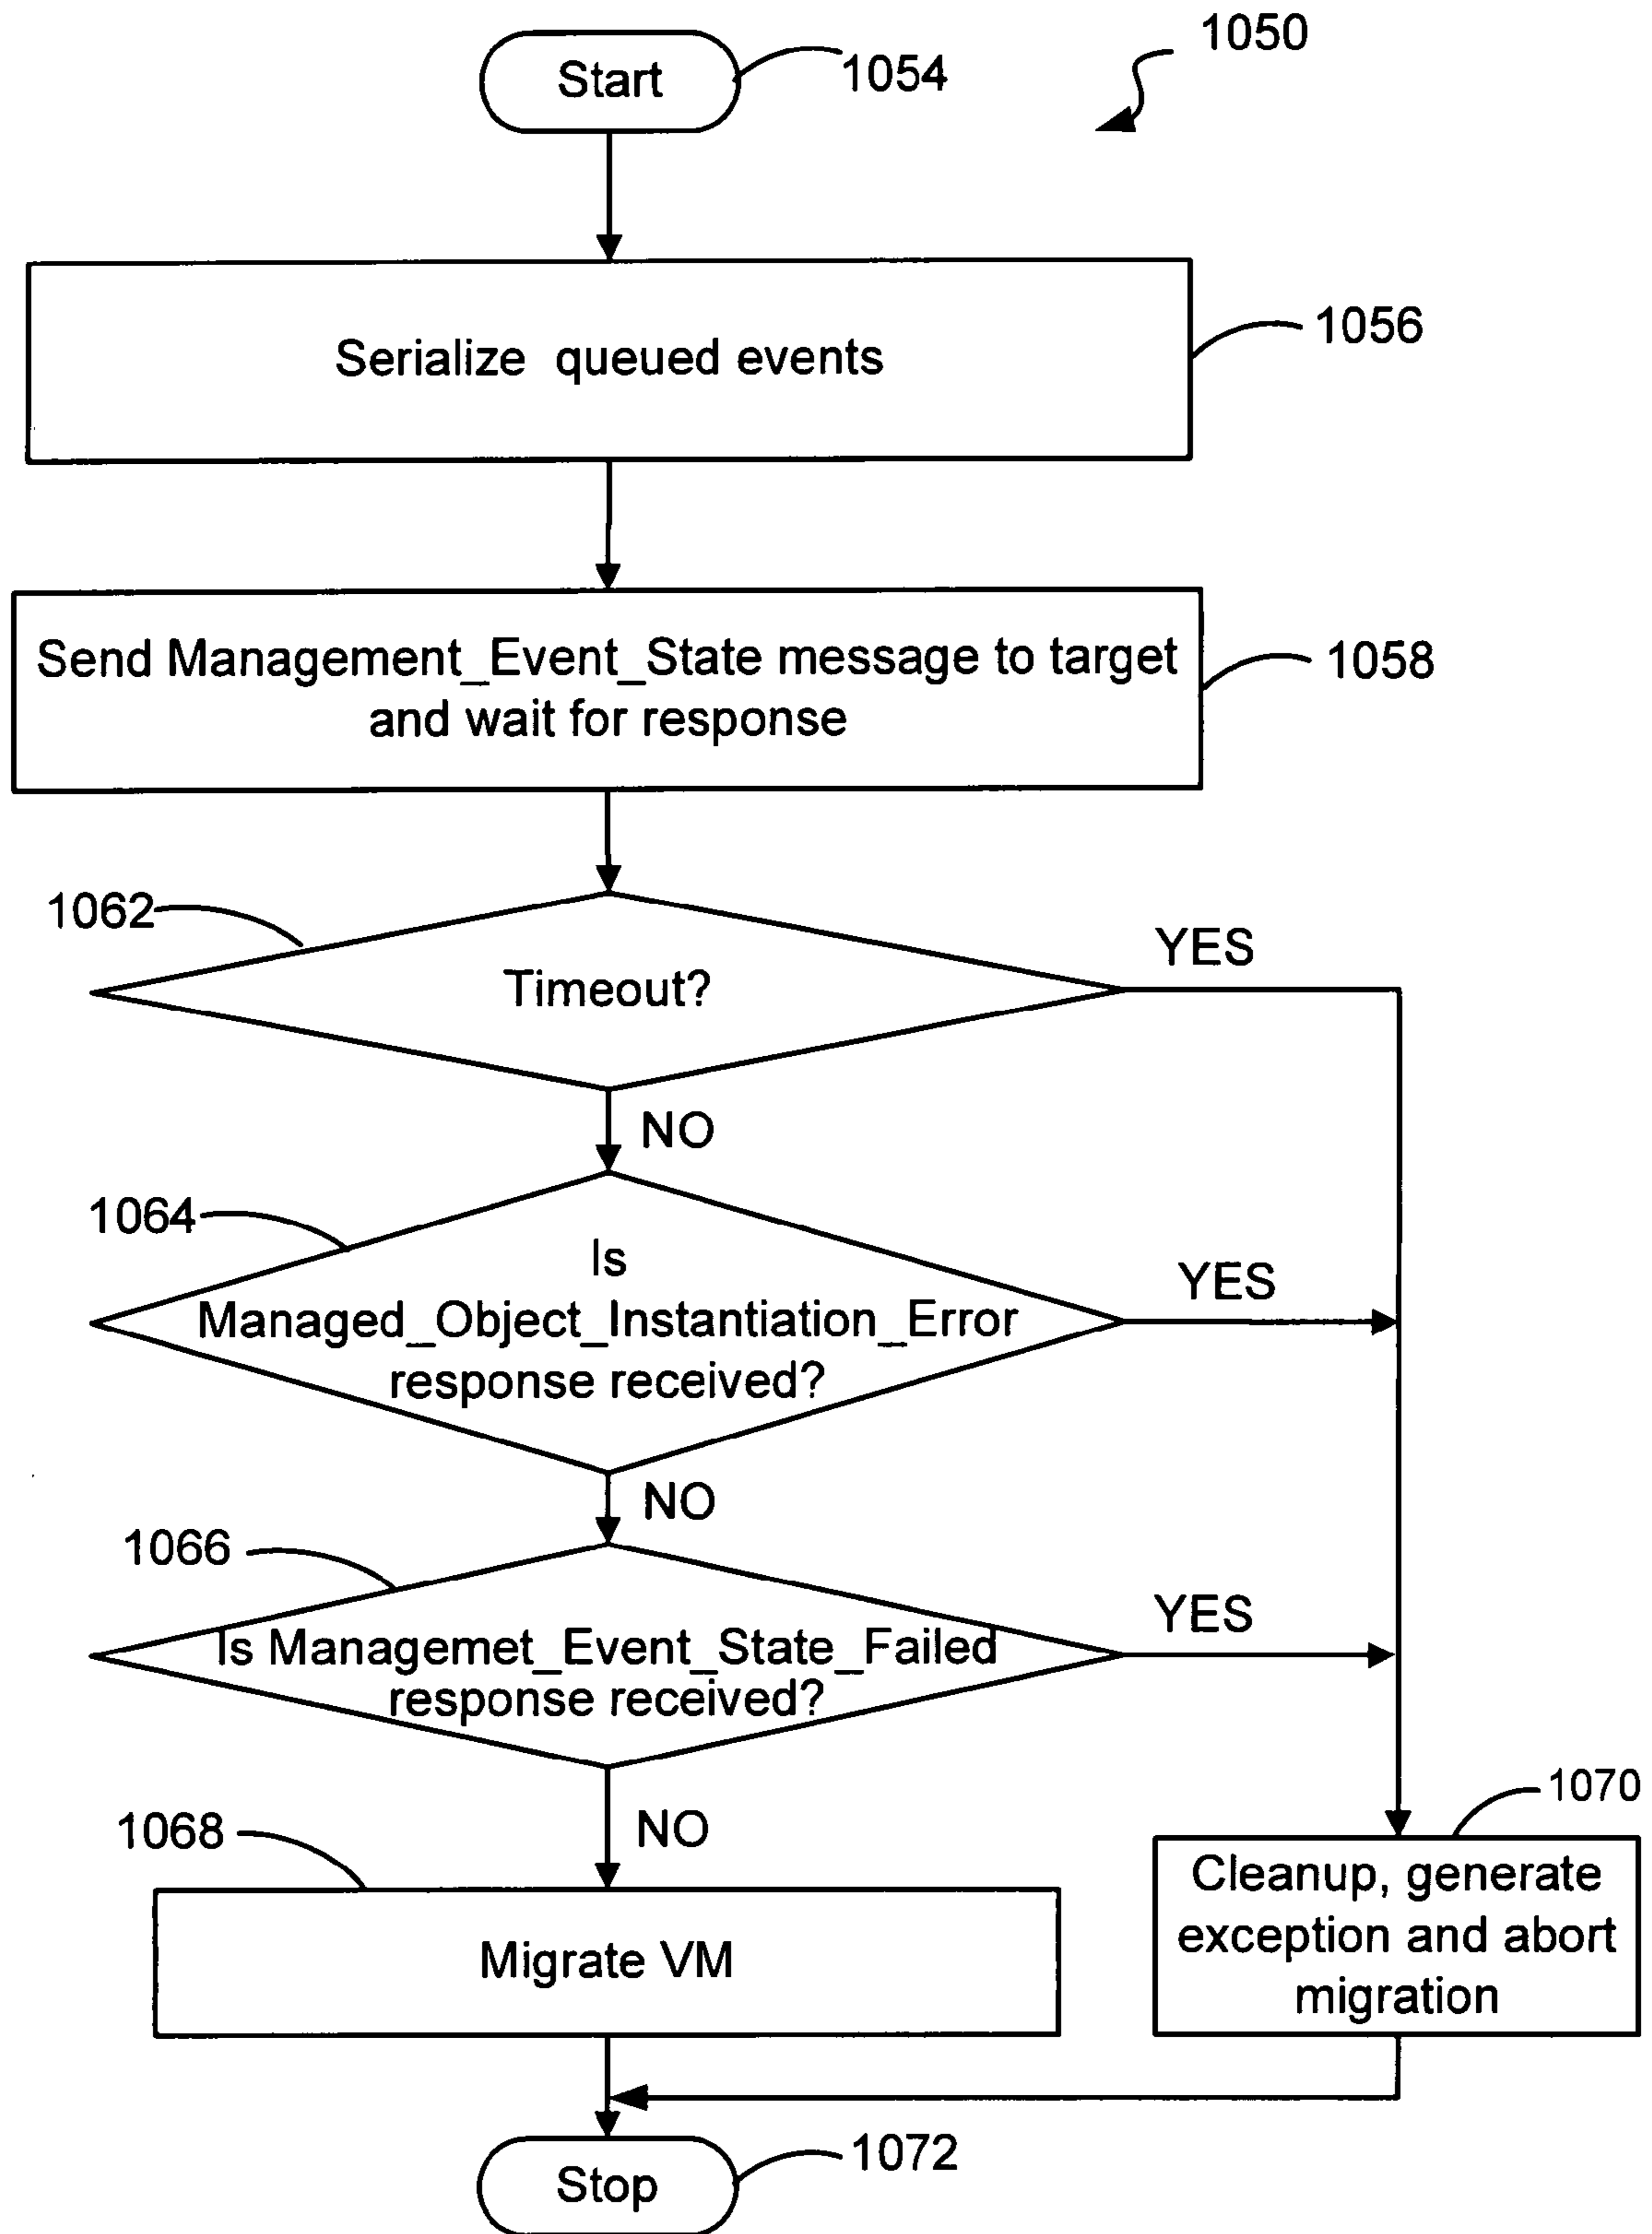 1050
Start
1054
Serialize queued events
1056
Send Management_Event_State message to target
and wait for response
1058
1062
Timeout?
YES
NO
1064
Is
Managed_Object_Instantiation_Error
response received?
YES
NO
1066
Is Managemet_Event_State_Failed
response received?
YES
NO
1068
Migrate VM
1070
Cleanup, generate
exception and abort
migration
Stop
1072